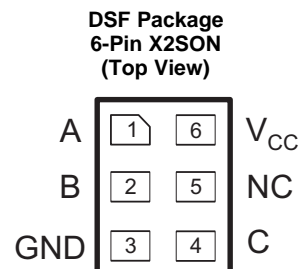 DSF Package
6-Pin X2SON
(Top View)
A 1 6 VCC
B 2 5 NC
GND 3 4 C